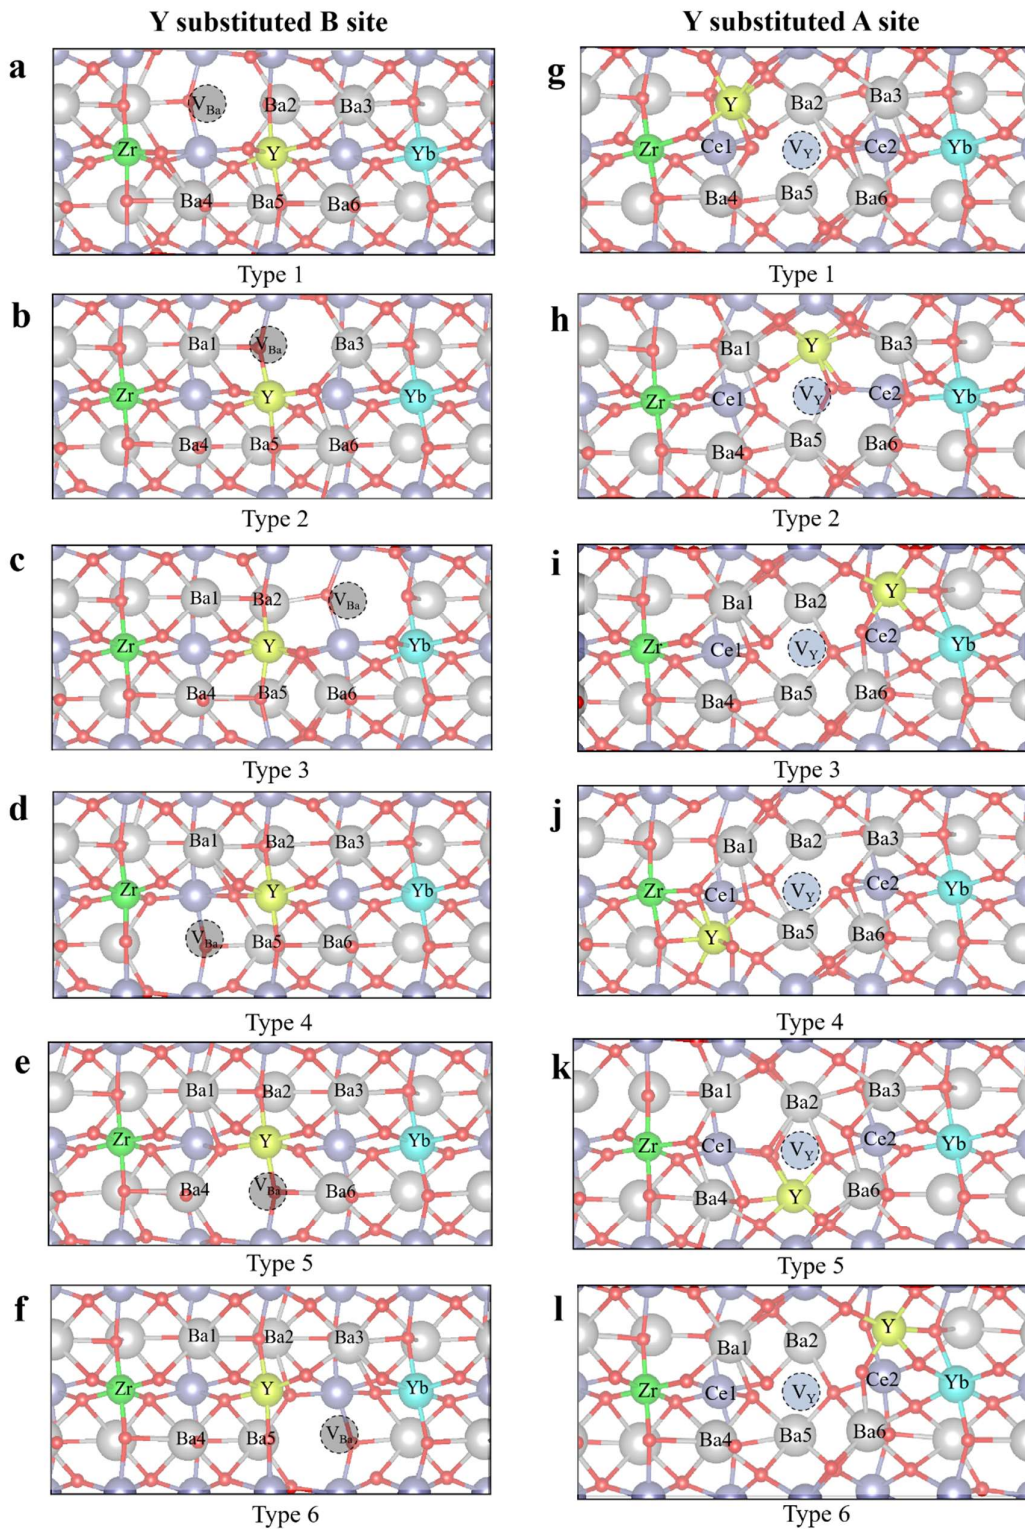 Y substituted B site
Y substituted A site
a
V_Ba Ba2 Ba3
Zr Y Yb
Ba4 Ba5 Ba6
Type 1
g
Y Ba2 Ba3
Zr Ce1 V_Y Ce2 Yb
Ba4 Ba5 Ba6
Type 1
b
Ba1 V_Ba Ba3
Zr Y Yb
Ba4 Ba5 Ba6
Type 2
h
Ba1 Y Ba3
Zr Ce1 V_Y Ce2 Yb
Ba4 Ba5 Ba6
Type 2
c
Ba1 Ba2 V_Ba
Zr Y Yb
Ba4 Ba5 Ba6
Type 3
i
Ba1 Ba2 Y
Zr Ce1 V_Y Ce2 Yb
Ba4 Ba5 Ba6
Type 3
d
Ba1 Ba2 Ba3
Zr Y Yb
V_Ba Ba5 Ba6
Type 4
j
Ba1 Ba2 Ba3
Zr Ce1 V_Y Ce2 Yb
Y Ba5 Ba6
Type 4
e
Ba1 Ba2 Ba3
Zr Y Yb
Ba4 V_Ba Ba6
Type 5
k
Ba1 Ba2 Ba3
Zr Ce1 V_Y Ce2 Yb
Ba4 Y Ba6
Type 5
f
Ba1 Ba2 Ba3
Zr Y Yb
Ba4 Ba5 V_Ba
Type 6
l
Ba1 Ba2 Y
Zr Ce1 V_Y Ce2 Yb
Ba4 Ba5 Ba6
Type 6